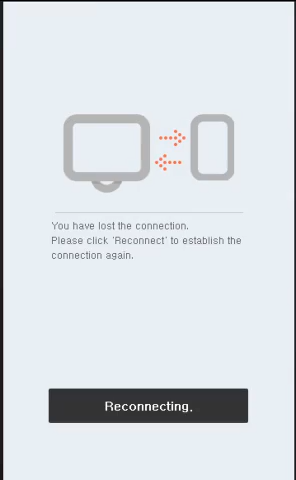 You have lost the connection.
Please click 'Reconnect' to establish the
connection again.
Reconnecting.